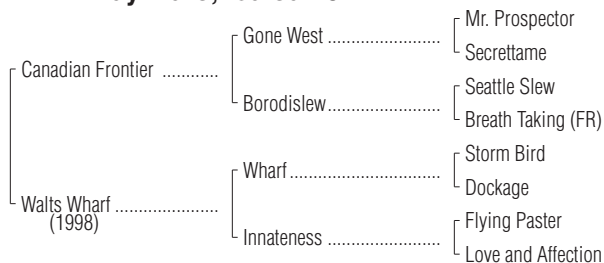 Mr. Prospector
Gone West ........................
Secrettame
Canadian Frontier ............
Seattle Slew
Borodislew ........................
Breath Taking (FR)
Storm Bird
Wharf ................................
Dockage
Walts Wharf ......................
(1998)
Flying Paster
Innateness ........................
Love and Affection